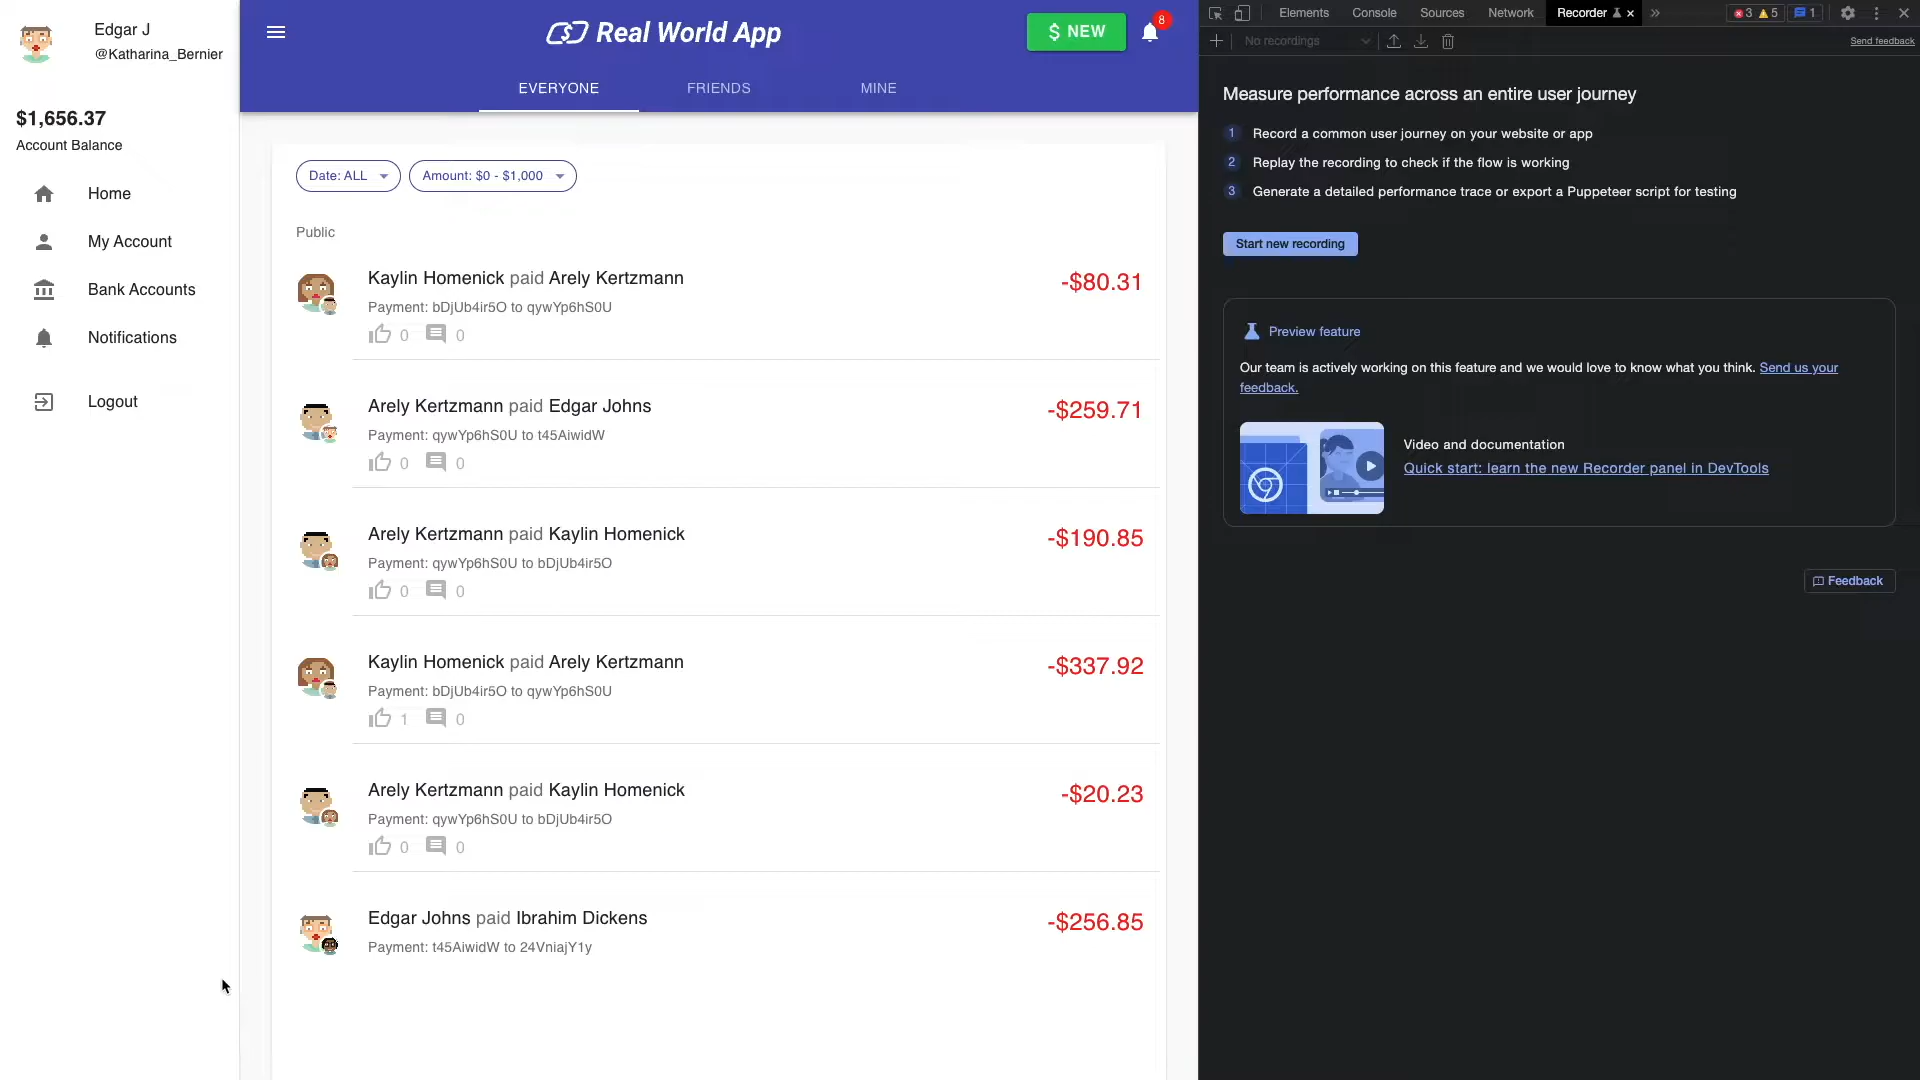 Edgar J
@Katharina_Bernier
$1,656.37
Account Balance
Home
My Account
Bank Accounts
Notifications
Logout
Real World App
$ NEW
8
EVERYONE FRIENDS MINE
Date: ALL Amount: $0 - $1,000
Public
Kaylin Homenick paid Arely Kertzmann
-$80.31
Payment: bDjUb4ir5O to qywYp6hS0U
0 0
Arely Kertzmann paid Edgar Johns
-$259.71
Payment: qywYp6hS0U to t45AiwidW
0 0
Arely Kertzmann paid Kaylin Homenick
-$190.85
Payment: qywYp6hS0U to bDjUb4ir5O
0 0
Kaylin Homenick paid Arely Kertzmann
-$337.92
Payment: bDjUb4ir5O to qywYp6hS0U
1 0
Arely Kertzmann paid Kaylin Homenick
-$20.23
Payment: qywYp6hS0U to bDjUb4ir5O
0 0
Edgar Johns paid Ibrahim Dickens
-$256.85
Payment: t45AiwidW to 24VniajY1y
Elements Console Sources Network Recorder 3 5 1
No recordings Send feedback
Measure performance across an entire user journey
1 Record a common user journey on your website or app
2 Replay the recording to check if the flow is working
3 Generate a detailed performance trace or export a Puppeteer script for testing
Start new recording
Preview feature
Our team is actively working on this feature and we would love to know what you think. Send us your
feedback.
Video and documentation
Quick start: learn the new Recorder panel in DevTools
Feedback